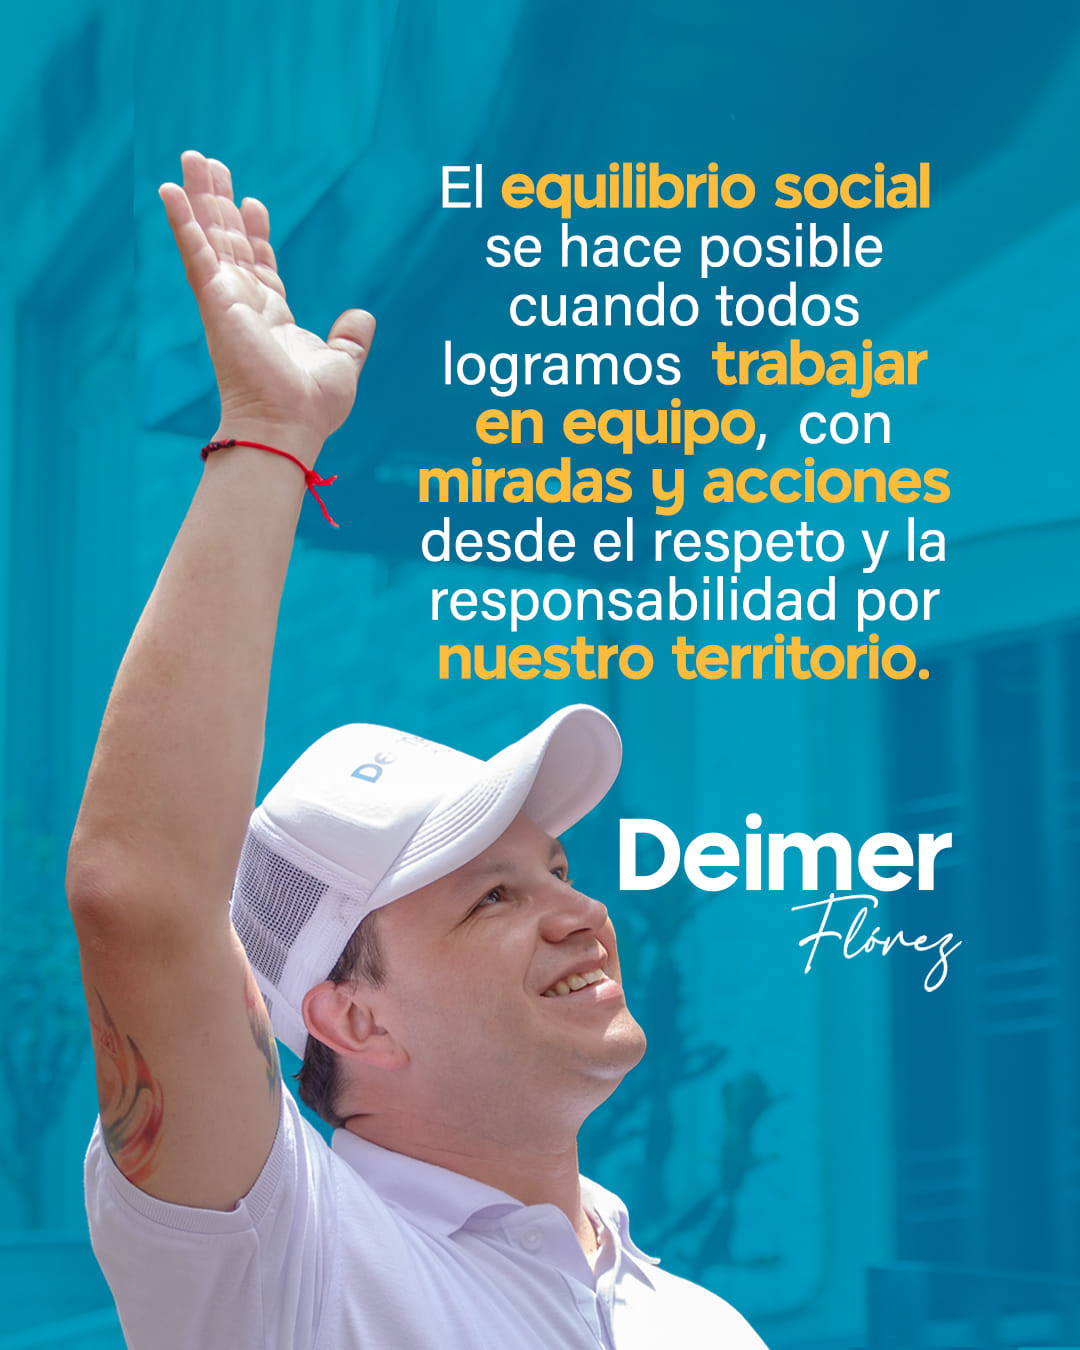 El equilibrio social
se hace posible
cuando todos
logramos trabajar
en equipo, con
miradas y acciones
desde el respeto y la
responsabilidad por
nuestro territorio.
Deimer
Flórez